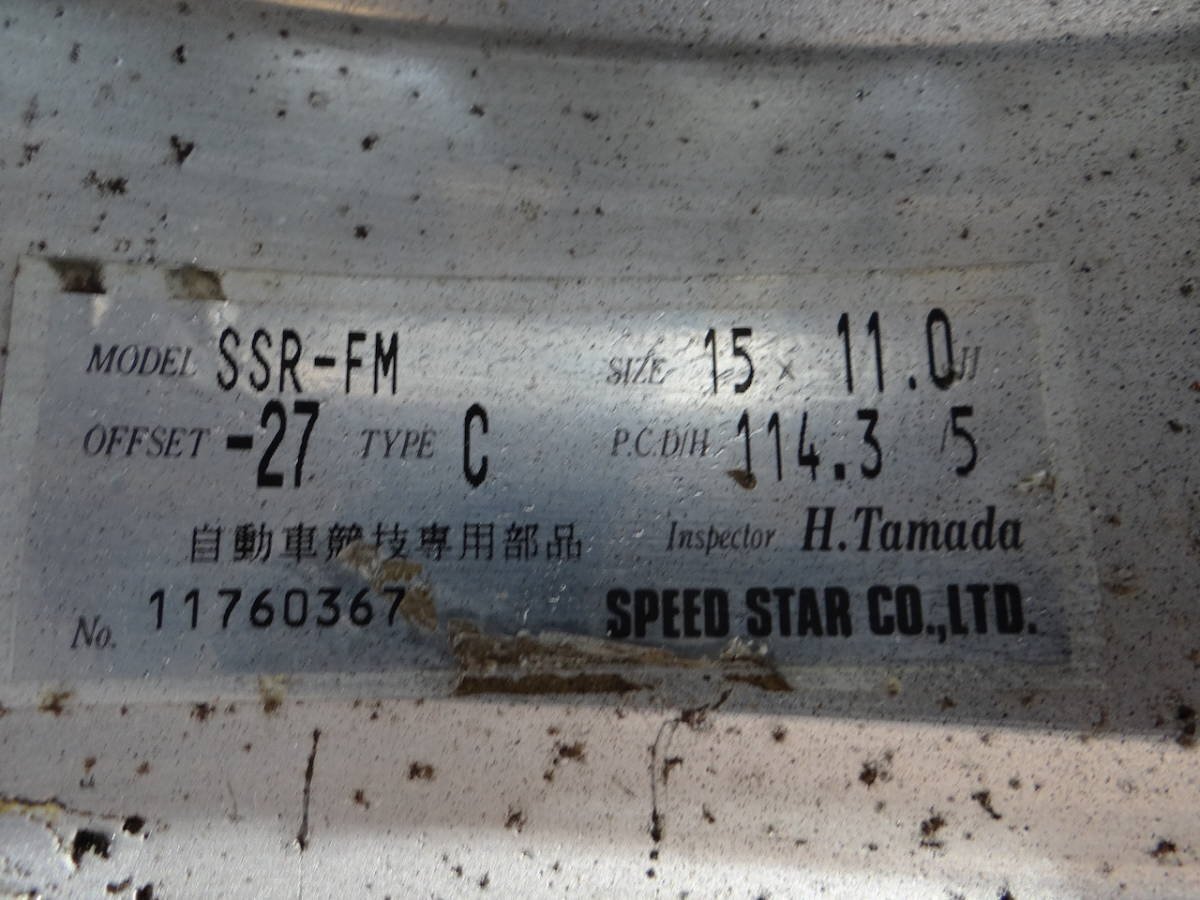 MODEL SSR-FM SIZE 15 × 11.0 H
OFFSET -27 TYPE C P.C.D/H 114.3 /5
自動車競技専用部品 Inspector H.Tamada
No. 11760367 SPEED STAR CO.,LTD.